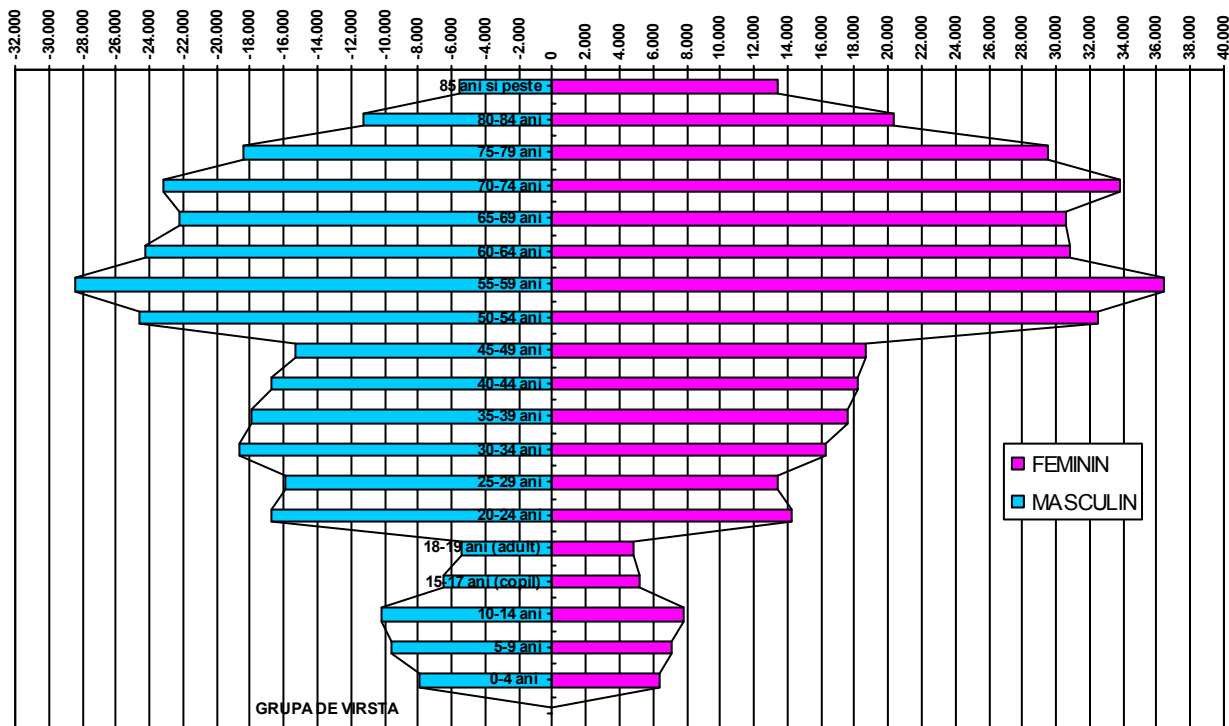 -32.000 -30.000 -28.000 -26.000 -24.000 -22.000 -20.000 -18.000 -16.000 -14.000 -12.000 -10.000 -8.000 -6.000 -4.000 -2.000 0 2.000 4.000 6.000 8.000 10.000 12.000 14.000 16.000 18.000 20.000 22.000 24.000 26.000 28.000 30.000 32.000 34.000 36.000 38.000 40.000
85 ani si peste
80-84 ani
75-79 ani
70-74 ani
65-69 ani
60-64 ani
55-59 ani
50-54 ani
45-49 ani
40-44 ani
35-39 ani
30-34 ani
25-29 ani
20-24 ani
18-19 ani (adult)
15-17 ani (copil)
10-14 ani
5-9 ani
0-4 ani
GRUPA DE VIRSTA
FEMININ
MASCULIN